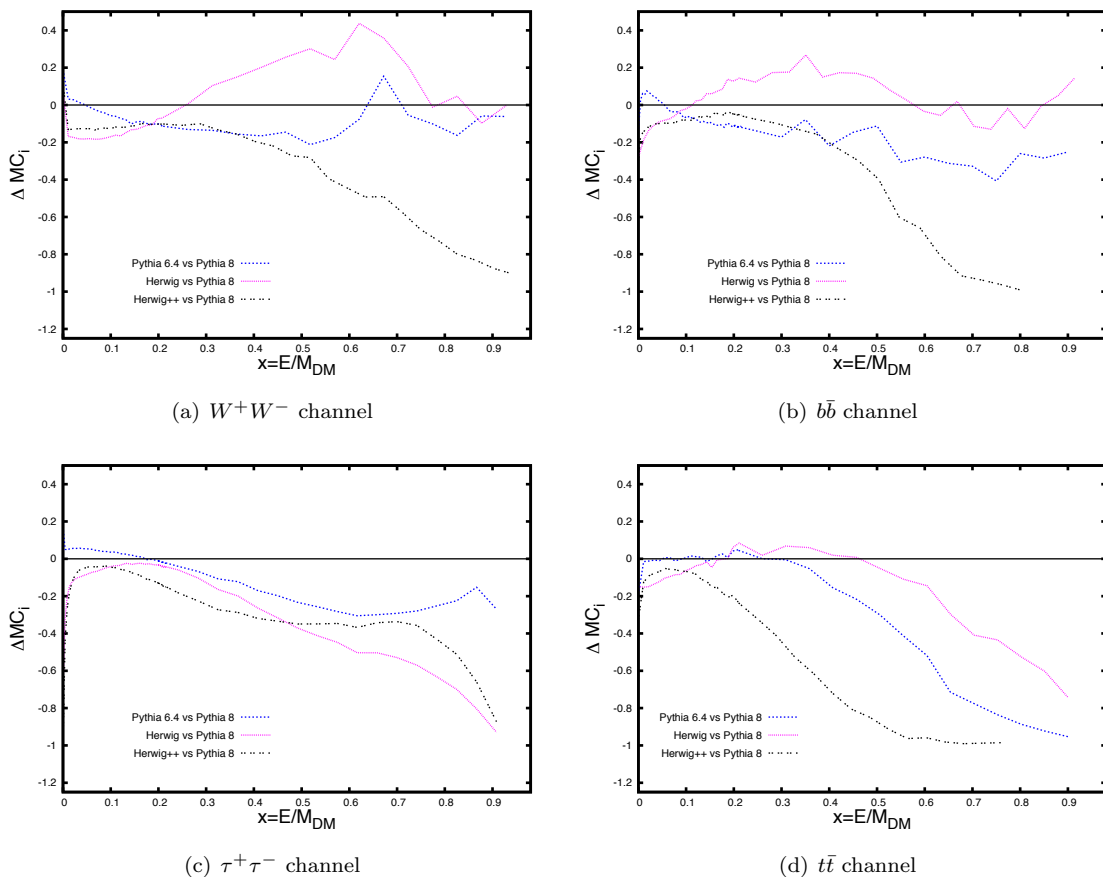 0.4
0.2
0
-0.2
-0.4
-0.6
-0.8
-1
-1.2
Δ MCi
Pythia 6.4 vs Pythia 8
Herwig vs Pythia 8
Herwig++ vs Pythia 8
0 0.1 0.2 0.3 0.4 0.5 0.6 0.7 0.8 0.9
x=E/MDM
(a) W+W− channel
0.4
0.2
0
-0.2
-0.4
-0.6
-0.8
-1
-1.2
Δ MCi
Pythia 6.4 vs Pythia 8
Herwig vs Pythia 8
Herwig++ vs Pythia 8
0 0.1 0.2 0.3 0.4 0.5 0.6 0.7 0.8 0.9
x=E/MDM
(b) bb̄ channel
0.4
0.2
0
-0.2
-0.4
-0.6
-0.8
-1
-1.2
ΔMCi
Pythia 6.4 vs Pythia 8
Herwig vs Pythia 8
Herwig++ vs Pythia 8
0 0.1 0.2 0.3 0.4 0.5 0.6 0.7 0.8 0.9
x=E/MDM
(c) τ+τ− channel
0.4
0.2
0
-0.2
-0.4
-0.6
-0.8
-1
-1.2
Δ MCi
Pythia 6.4 vs Pythia 8
Herwig vs Pythia 8
Herwig++ vs Pythia 8
0 0.1 0.2 0.3 0.4 0.5 0.6 0.7 0.8 0.9
x=E/MDM
(d) tt̄ channel